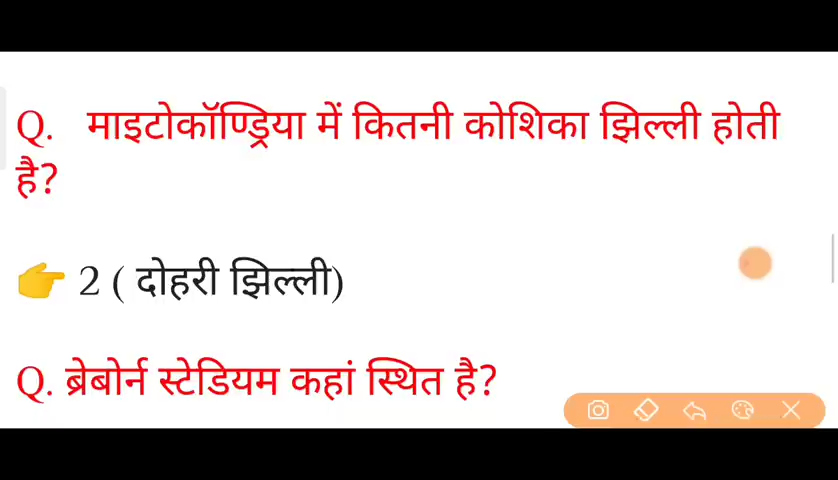 Q. माइटोकॉण्ड्रिया में कितनी कोशिका झिल्ली होती
है?
👉 2 ( दोहरी झिल्ली)
Q. ब्रेबोर्न स्टेडियम कहां स्थित है?